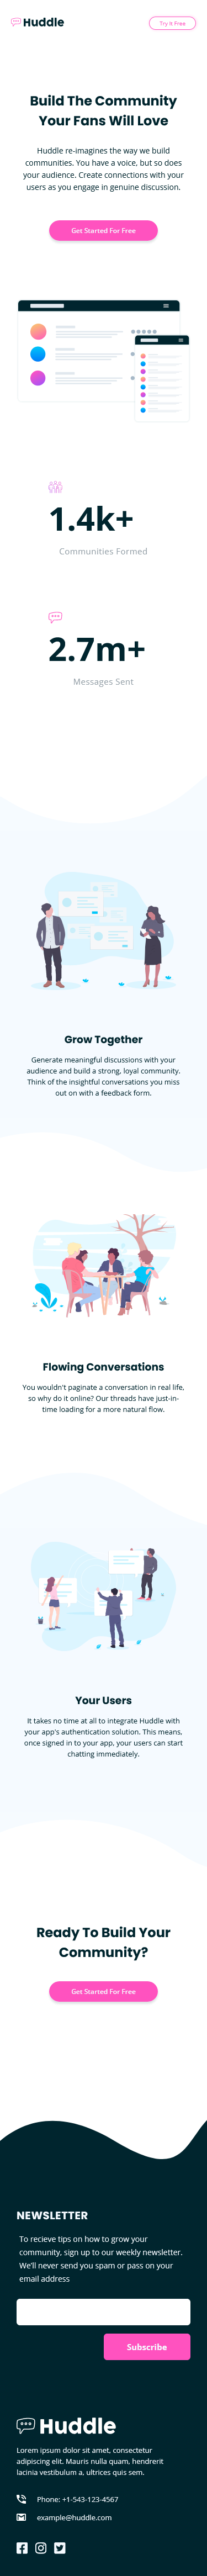 Huddle
Try It Free
Build The Community
Your Fans Will Love
Huddle re-imagines the way we build
communities. You have a voice, but so does
your audience. Create connections with your
users as you engage in genuine discussion.
Get Started For Free
1.4k+
Communities Formed
2.7m+
Messages Sent
Grow Together
Generate meaningful discussions with your
audience and build a strong, loyal community.
Think of the insightful conversations you miss
out on with a feedback form.
Flowing Conversations
You wouldn't paginate a conversation in real life,
so why do it online? Our threads have just-in-
time loading for a more natural flow.
Your Users
It takes no time at all to integrate Huddle with
your app's authentication solution. This means,
once signed in to your app, your users can start
chatting immediately.
Ready To Build Your
Community?
Get Started For Free
NEWSLETTER
To recieve tips on how to grow your
community, sign up to our weekly newsletter.
We'll never send you spam or pass on your
email address
Subscribe
Huddle
Lorem ipsum dolor sit amet, consectetur
adipiscing elit. Mauris nulla quam, hendrerit
lacinia vestibulum a, ultrices quis sem.
Phone: +1-543-123-4567
example@huddle.com